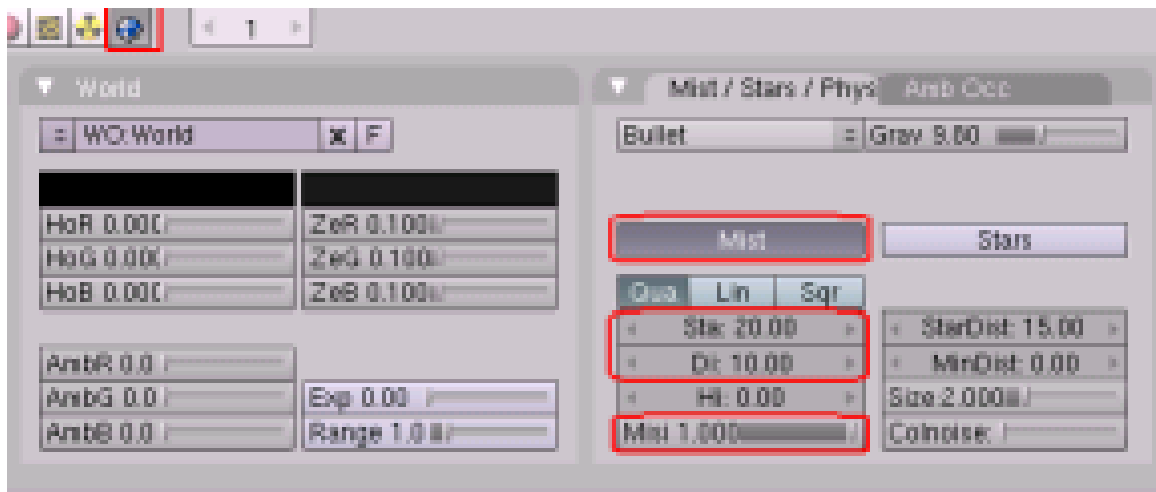 1
World
WO:World X F
HoR 0.000 ZeR 0.100
HoG 0.000 ZeG 0.100
HoB 0.000 ZeB 0.100
AmbR 0.0
AmbG 0.0 Exp 0.00
AmbB 0.0 Range 1.0
Mist / Stars / Phys Amb Occ
Bullet Grav 9.80
Mist Stars
Qua Lin Sqr
Sta: 20.00 StarDist: 15.00
Di: 10.00 MinDist: 0.00
Hi: 0.00 Size:2.000
Misi 1.000 Colnoise: